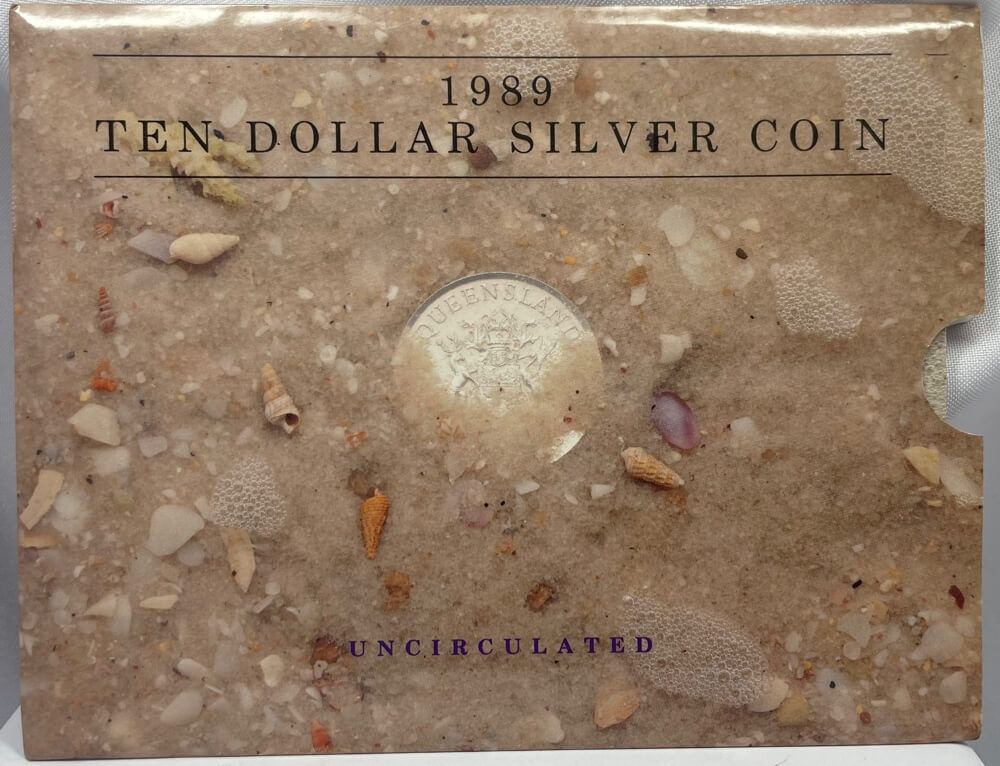 1989
TEN DOLLAR SILVER COIN
QUEENSLAND
UNCIRCULATED